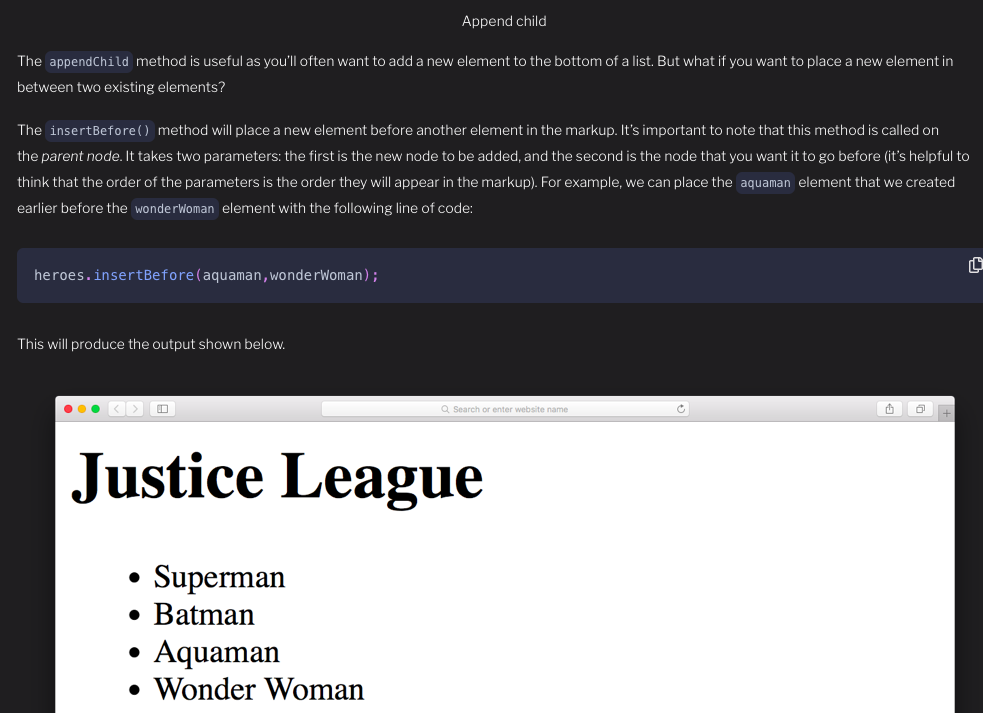 Append child
The appendChild method is useful as you’ll often want to add a new element to the bottom of a list. But what if you want to place a new element in
between two existing elements?
The insertBefore() method will place a new element before another element in the markup. It’s important to note that this method is called on
the parent node. It takes two parameters: the first is the new node to be added, and the second is the node that you want it to go before (it’s helpful to
think that the order of the parameters is the order they will appear in the markup). For example, we can place the aquaman element that we created
earlier before the wonderWoman element with the following line of code:
heroes.insertBefore(aquaman,wonderWoman);
This will produce the output shown below.
Search or enter website name
Justice League
• Superman
• Batman
• Aquaman
• Wonder Woman